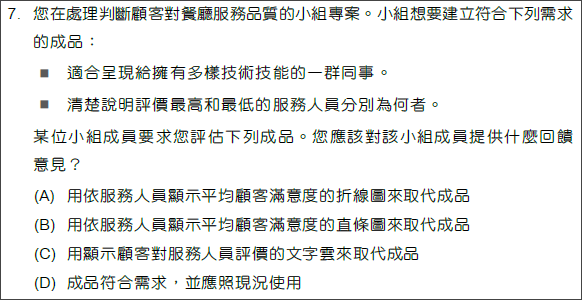 7. 您在處理判斷顧客對餐廳服務品質的小組專案。小組想要建立符合下列需求
的成品：
■ 適合呈現給擁有多樣技術技能的一群同事。
■ 清楚說明評價最高和最低的服務人員分別為何者。
某位小組成員要求您評估下列成品。您應該對該小組成員提供什麼回饋
意見？
(A) 用依服務人員顯示平均顧客滿意度的折線圖來取代成品
(B) 用依服務人員顯示平均顧客滿意度的直條圖來取代成品
(C) 用顯示顧客對服務人員評價的文字雲來取代成品
(D) 成品符合需求，並應照現況使用